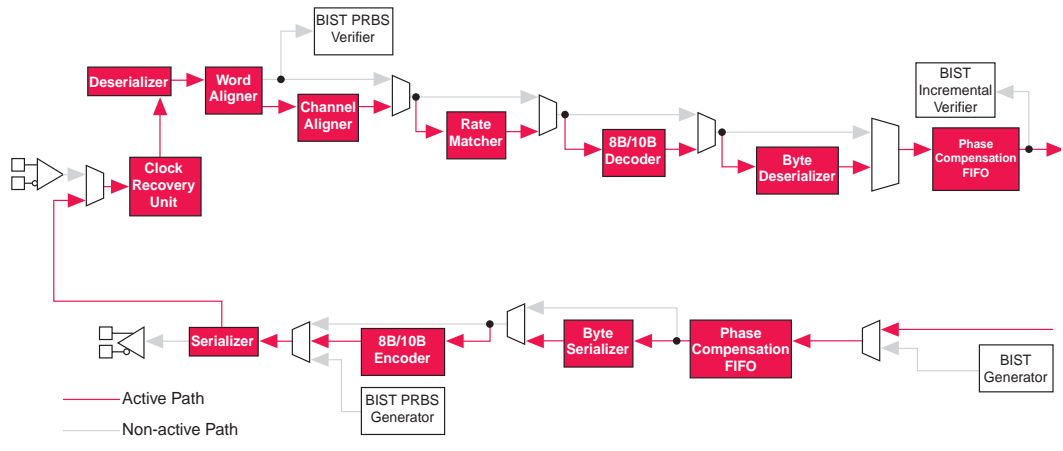 BIST PRBS
Verifier
BIST
Incremental
Verifier
Deserializer
Word
Aligner
Channel
Aligner
Rate
Matcher
8B/10B
Decoder
Byte
Deserializer
Phase
Compensation
FIFO
Clock
Recovery
Unit
Serializer
8B/10B
Encoder
Byte
Serializer
Phase
Compensation
FIFO
BIST
Generator
BIST PRBS
Generator
Active Path
Non-active Path